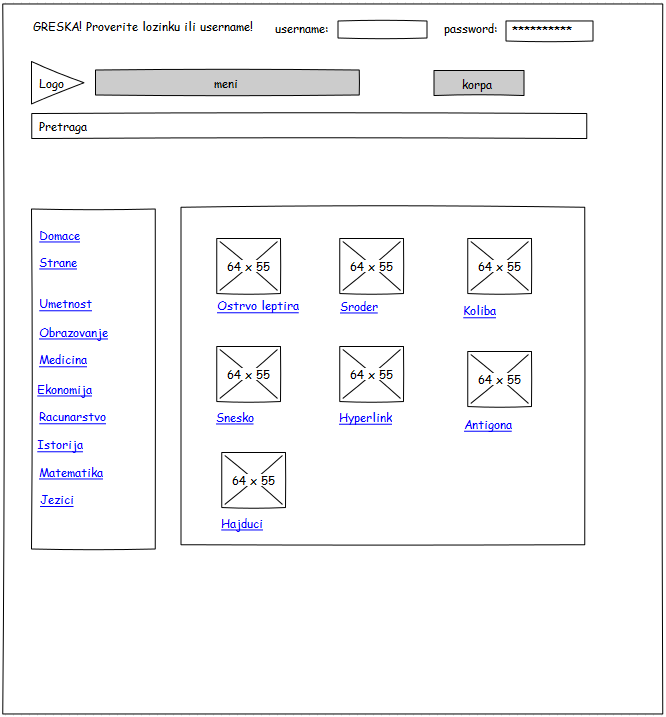 GRESKA! Proverite lozinku ili username!
username:
password: **********
Logo
meni
korpa
Pretraga
Domace
Strane
Umetnost
Obrazovanje
Medicina
Ekonomija
Racunarstvo
Istorija
Matematika
Jezici
64 x 55
64 x 55
64 x 55
Ostrvo leptira
Sroder
Koliba
64 x 55
64 x 55
64 x 55
Snesko
Hyperlink
Antigona
64 x 55
Hajduci